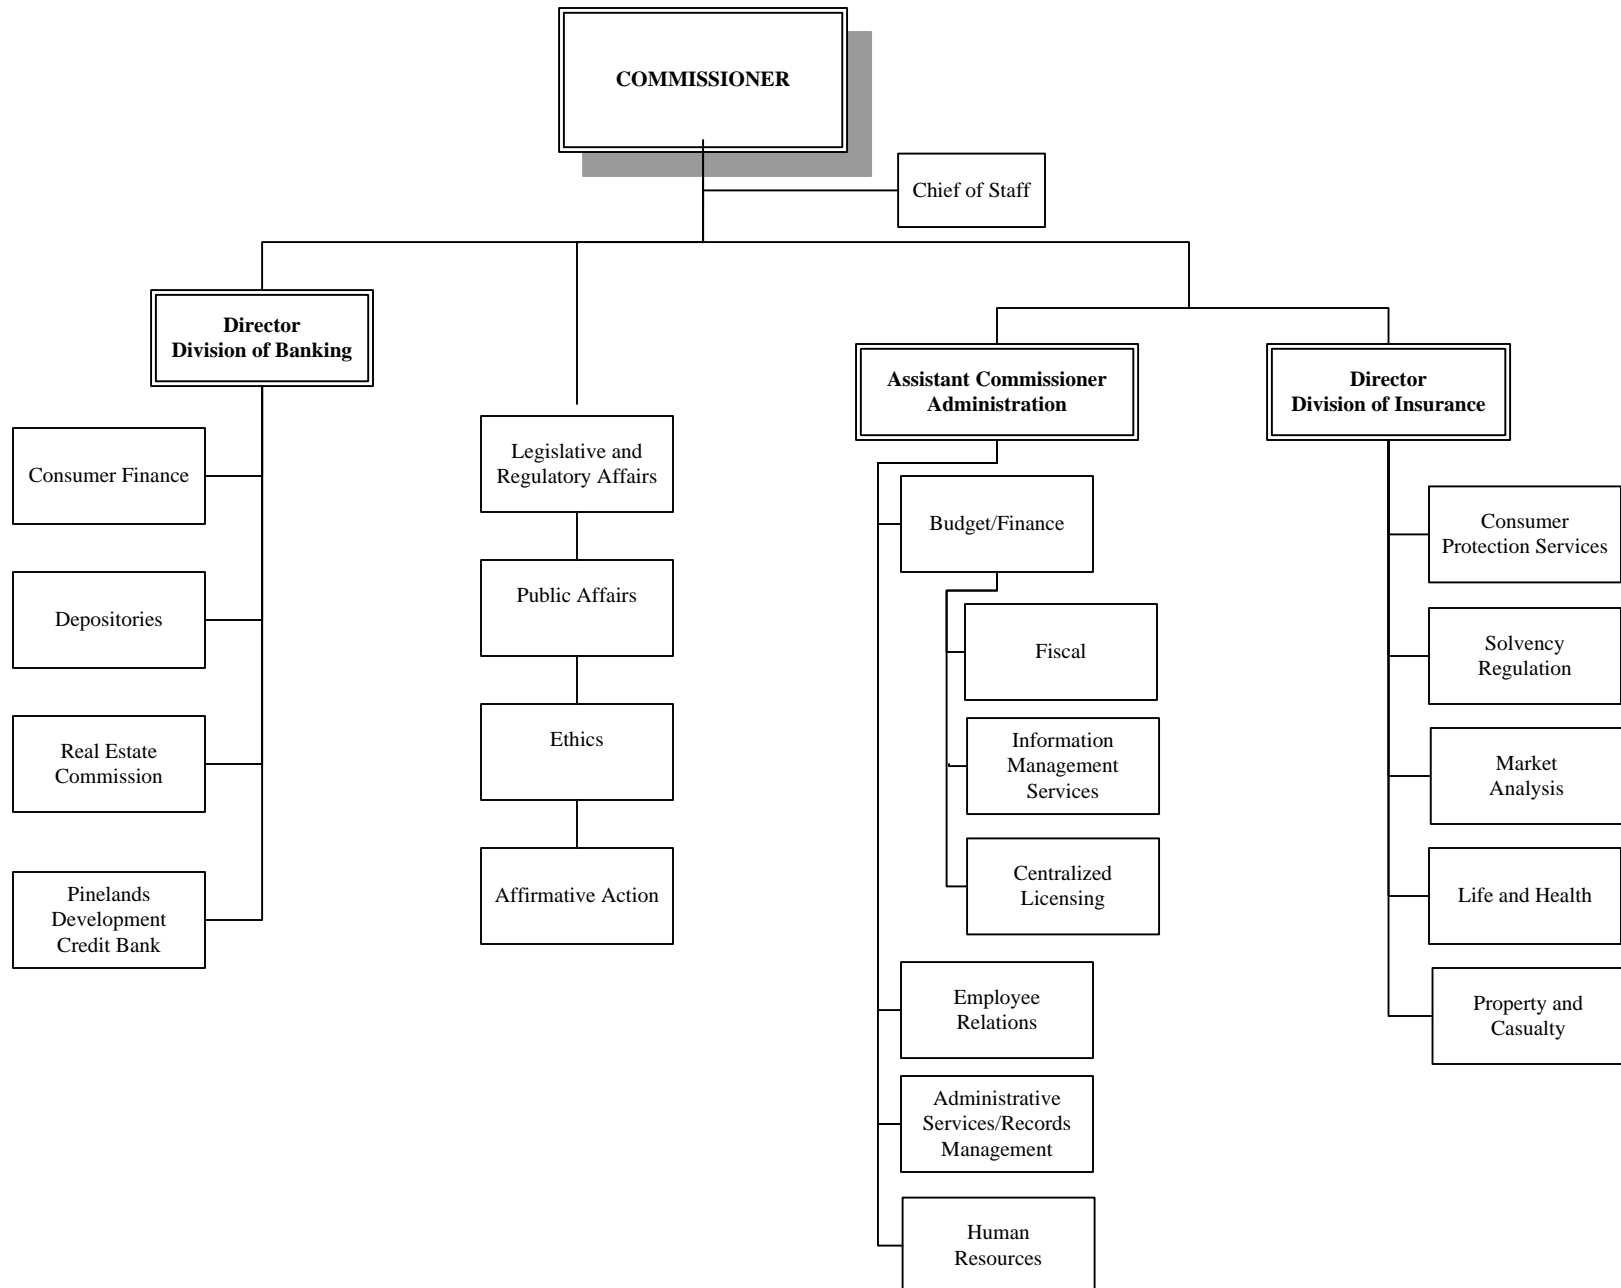 COMMISSIONER
Chief of Staff
Director
Division of Banking
Consumer Finance
Depositories
Real Estate
Commission
Pinelands
Development
Credit Bank
Legislative and
Regulatory Affairs
Public Affairs
Ethics
Affirmative Action
Assistant Commissioner
Administration
Budget/Finance
Fiscal
Information
Management
Services
Centralized
Licensing
Employee
Relations
Administrative
Services/Records
Management
Human
Resources
Director
Division of Insurance
Consumer
Protection Services
Solvency
Regulation
Market
Analysis
Life and Health
Property and
Casualty